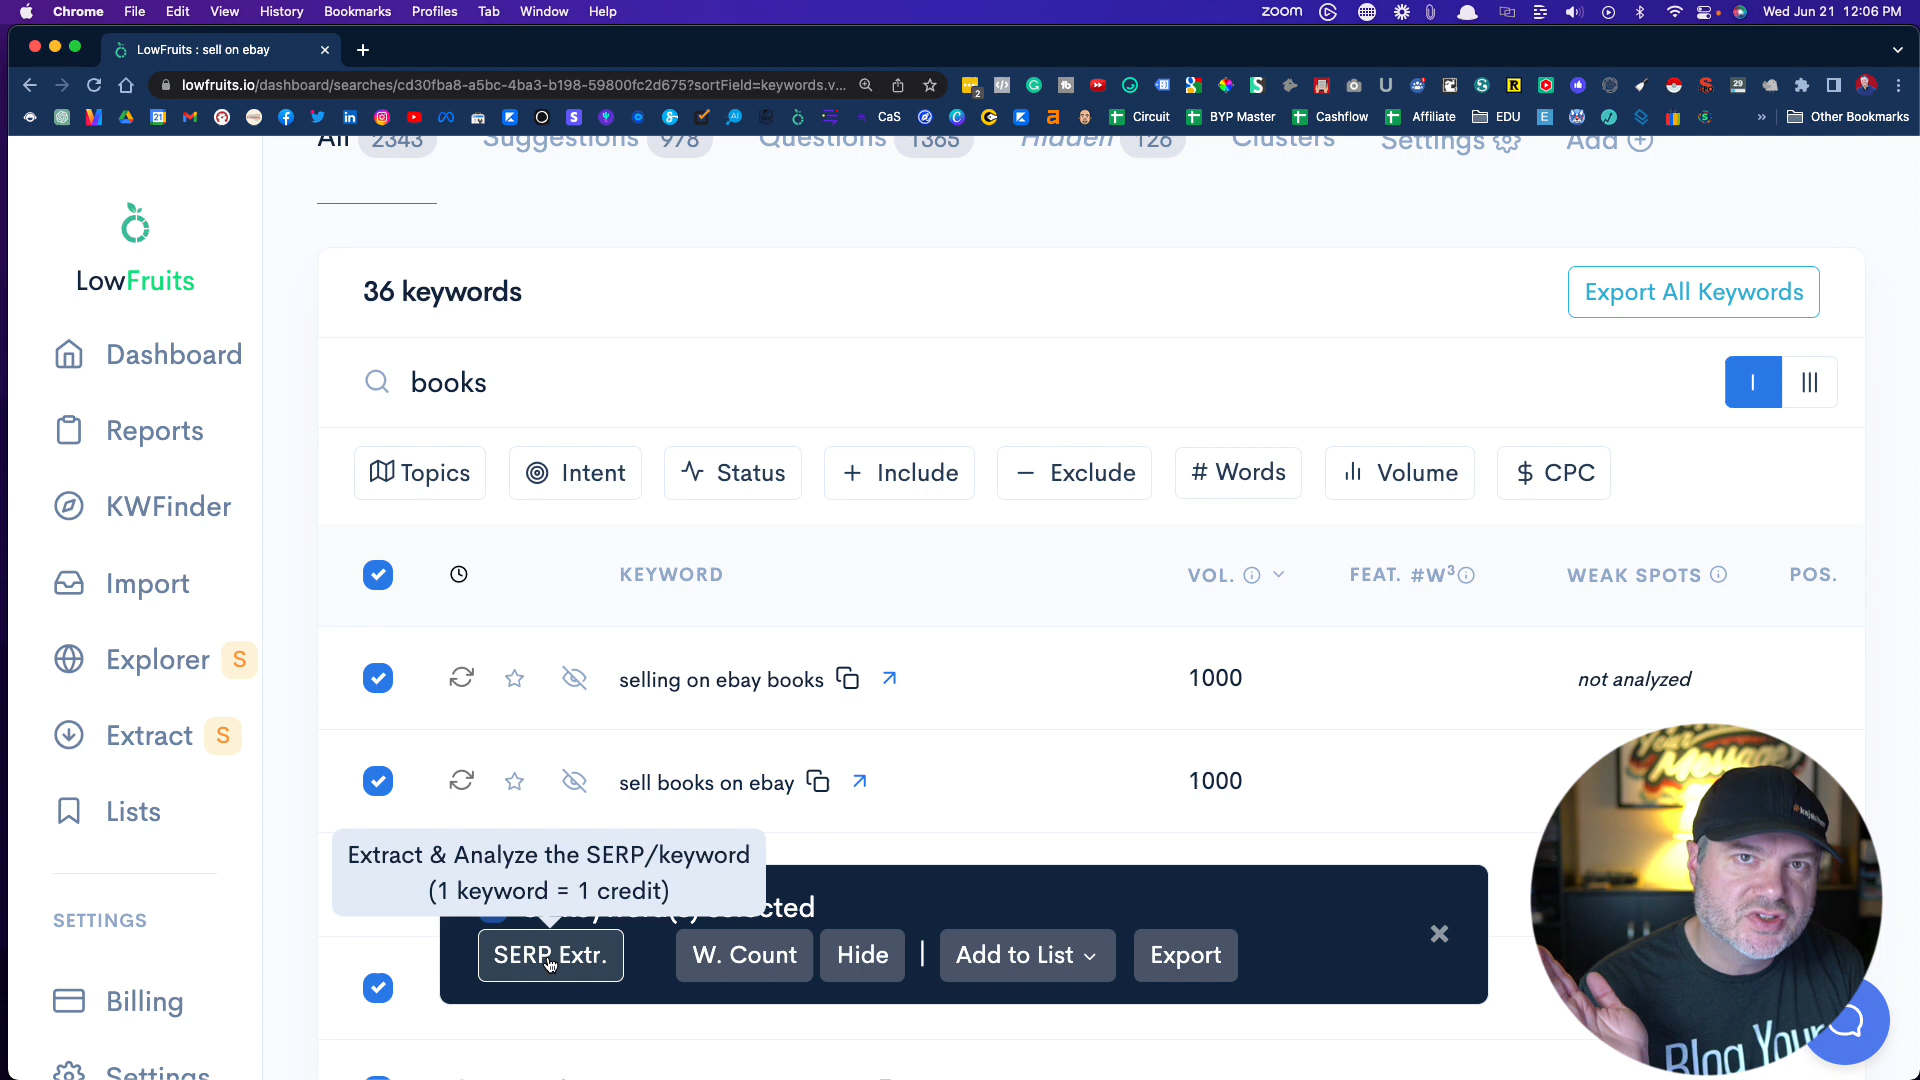 Chrome File Edit View History Bookmarks Profiles Tab Window Help
zoom Wed Jun 21 12:06 PM
LowFruits : sell on ebay
lowfruits.io/dashboard/searches/cd30fba8-a5bc-4ba3-b198-59800fc2d675?sortField=keywords.v...
CaS Circuit BYP Master Cashflow Affiliate EDU » Other Bookmarks
All 2343 Suggestions 978 Questions 1365 Hidden 126 Clusters Settings Add
LowFruits
Dashboard
Reports
KWFinder
Import
Explorer S
Extract S
Lists
SETTINGS
Billing
Settings
36 keywords
Export All Keywords
books
Topics Intent Status + Include − Exclude # Words Volume $ CPC
KEYWORD VOL. FEAT. #W³ WEAK SPOTS POS.
selling on ebay books 1000 not analyzed
sell books on ebay 1000
Extract & Analyze the SERP/keyword
(1 keyword = 1 credit)
SERP Extr. W. Count Hide | Add to List Export
Your
Message
Blog Your